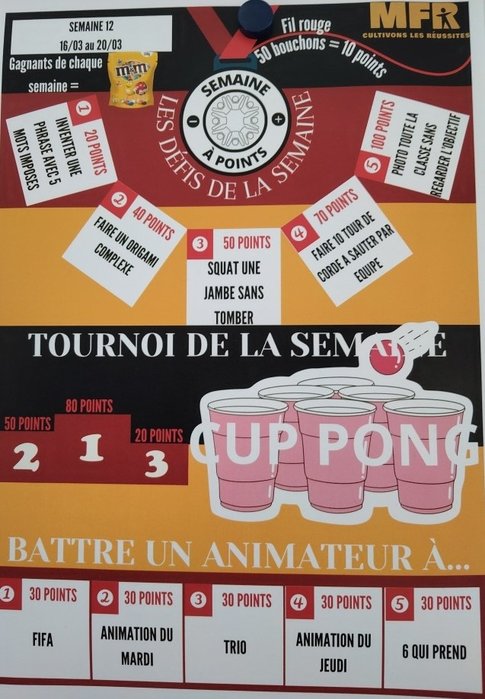 SEMAINE 12
16/03 au 20/03
Gagnants de chaque
semaine =
m&m's
Fil rouge
50 bouchons = 10 points
MFR
CULTIVONS LES RÉUSSITES
SEMAINE
À POINTS
LES DÉFIS DE LA SEMAINE
1 20 POINTS
INVENTER UNE
PHRASE AVEC 5
MOTS IMPOSES
2 40 POINTS
FAIRE UN ORIGAMI
COMPLEXE
3 50 POINTS
SQUAT UNE
JAMBE SANS
TOMBER
4 70 POINTS
FAIRE 10 TOUR DE
CORDE A SAUTER PAR
EQUIPE
5 100 POINTS
PHOTO TOUTE LA
CLASSE SANS
REGARDER L'OBJECTIF
TOURNOI DE LA SEMAINE
50 POINTS
2
80 POINTS
1
20 POINTS
3
CUP PONG
BATTRE UN ANIMATEUR À...
1 30 POINTS
FIFA
2 30 POINTS
ANIMATION DU
MARDI
3 30 POINTS
TRIO
4 30 POINTS
ANIMATION DU
JEUDI
5 30 POINTS
6 QUI PREND